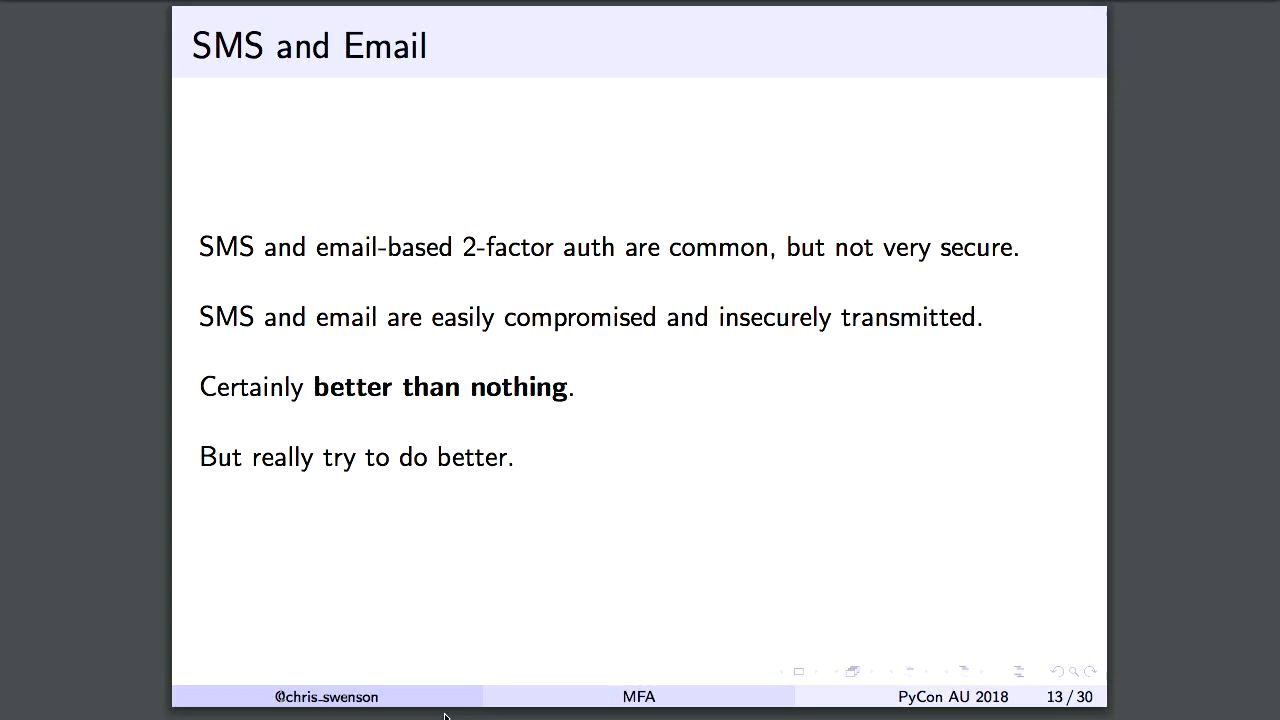 SMS and Email
SMS and email-based 2-factor auth are common, but not very secure.
SMS and email are easily compromised and insecurely transmitted.
Certainly better than nothing.
But really try to do better.
@chris_swenson MFA PyCon AU 2018 13 / 30